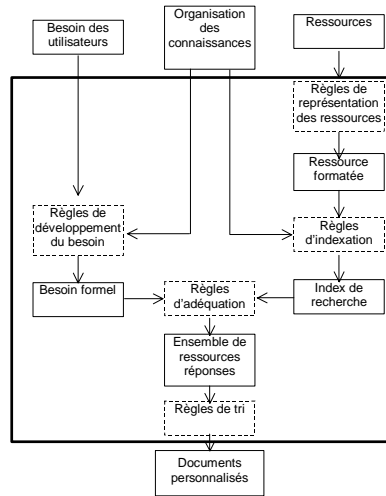 Besoin des
utilisateurs
Organisation
des
connaissances
Ressources
Règles de
représentation
des ressources
Ressource
formatée
Règles de
développement
du besoin
Règles
d'indexation
Besoin formel
Règles
d'adéquation
Index de
recherche
Ensemble de
ressources
réponses
Règles de tri
Documents
personnalisés